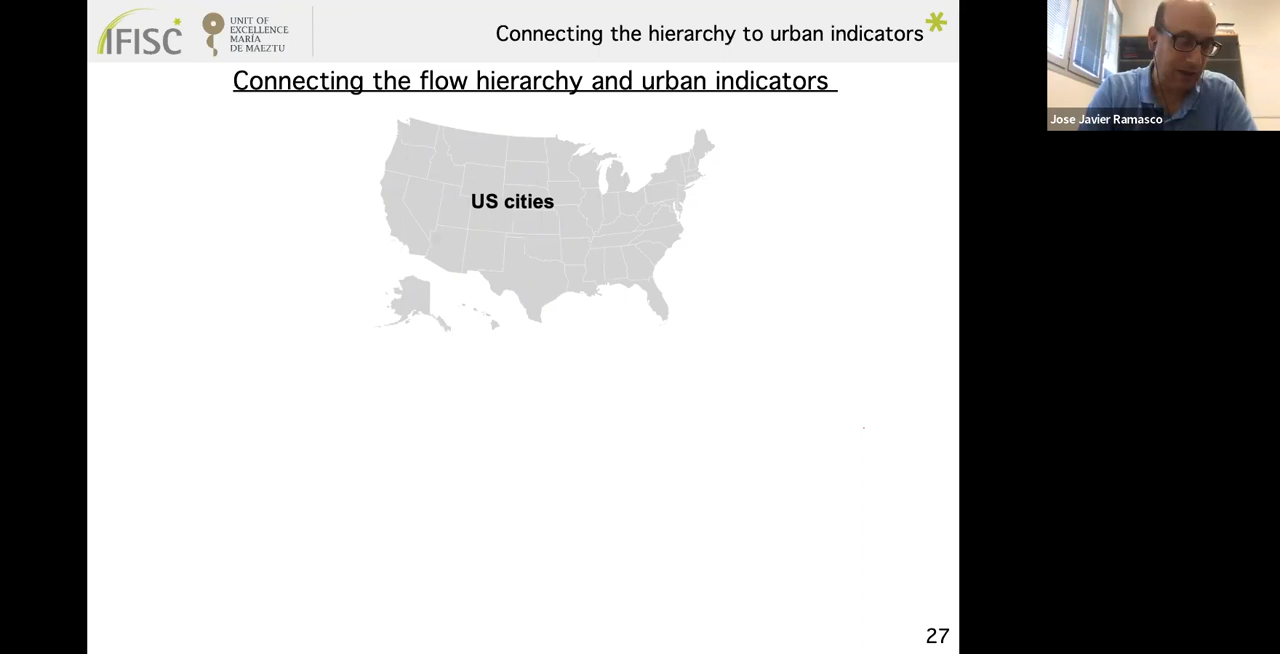 IFISC
UNIT OF
EXCELLENCE
MARÍA
DE MAEZTU
Connecting the hierarchy to urban indicators
Connecting the flow hierarchy and urban indicators
US cities
27
Jose Javier Ramasco